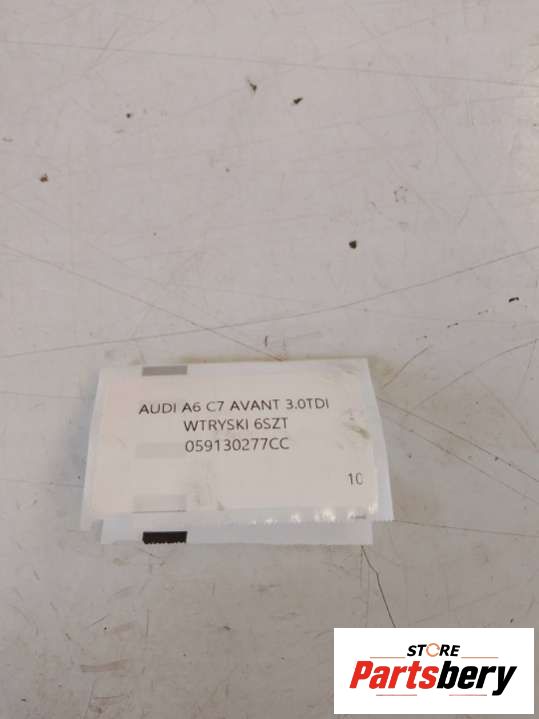 AUDI A6 C7 AVANT 3.0TDI
WTRYSKI 6SZT
059130277CC
10
STORE
Partsbery